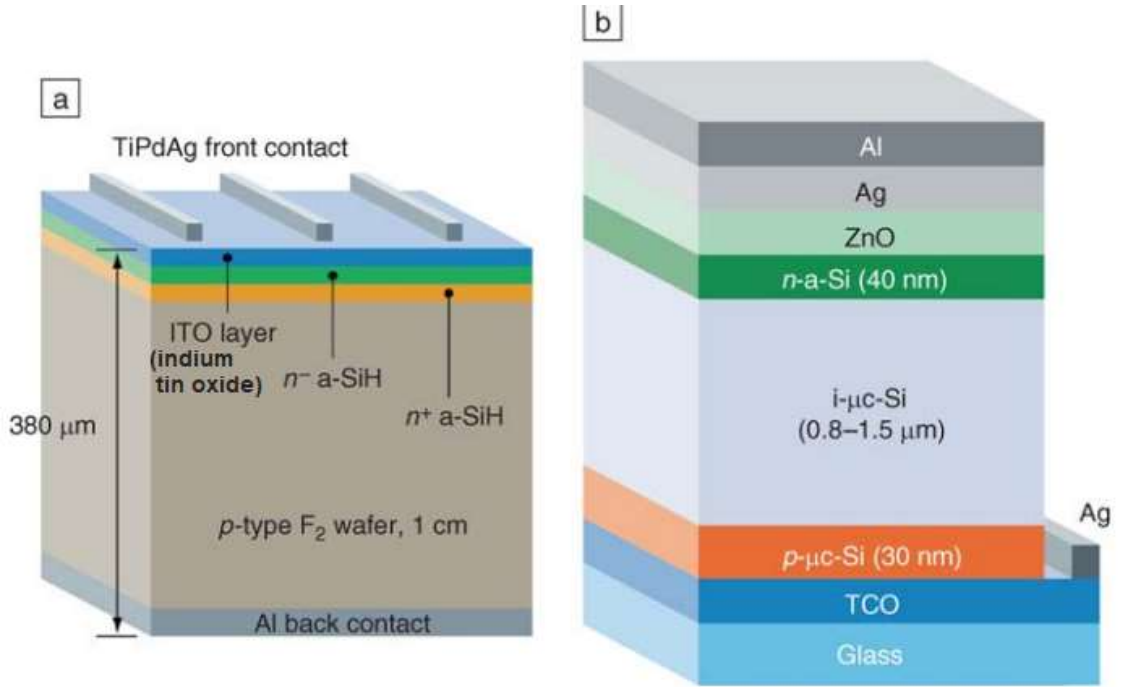 a
TiPdAg front contact
ITO layer
(indium
tin oxide)
n⁻ a-SiH
n⁺ a-SiH
380 μm
p-type F₂ wafer, 1 cm
Al back contact
b
Al
Ag
ZnO
n-a-Si (40 nm)
i-μc-Si
(0.8–1.5 μm)
Ag
p-μc-Si (30 nm)
TCO
Glass